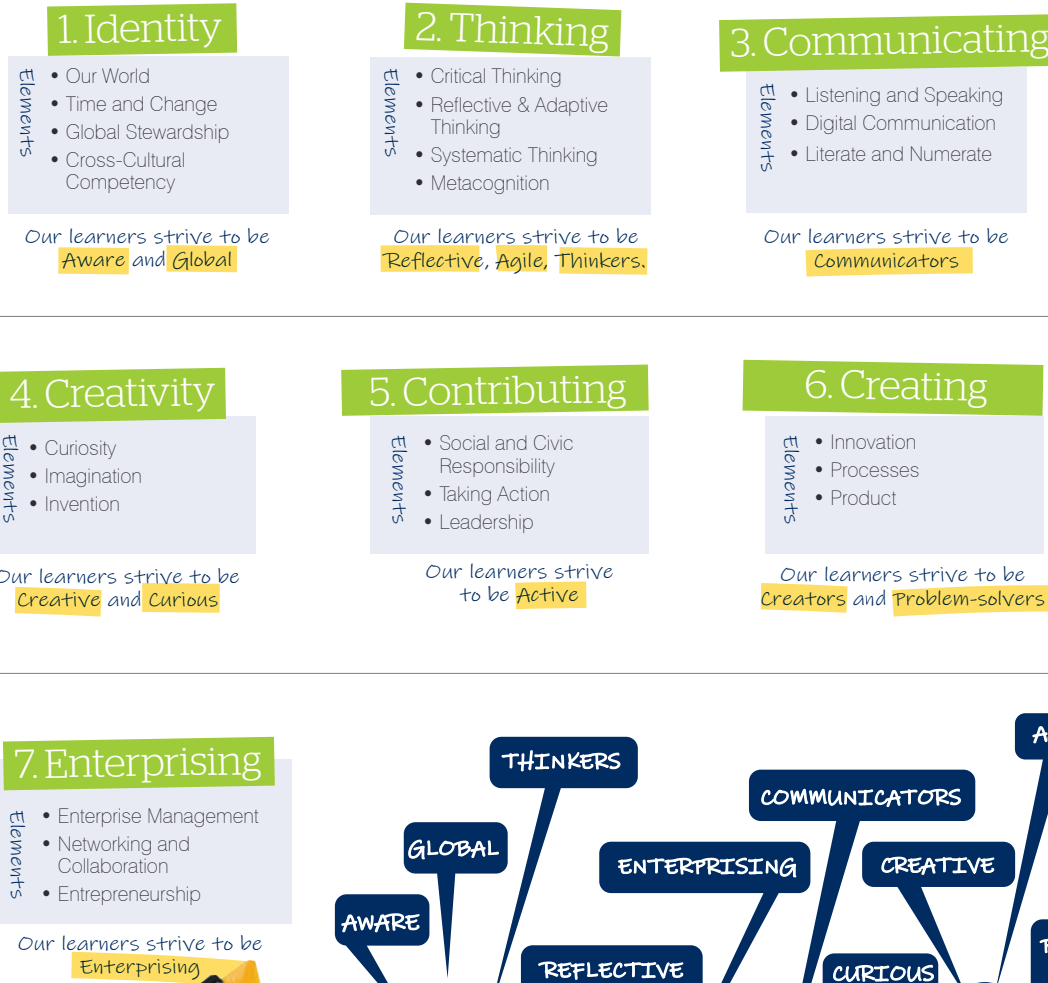 1. Identity
Elements
• Our World
• Time and Change
• Global Stewardship
• Cross-Cultural
Competency
Our learners strive to be
Aware and Global
2. Thinking
Elements
• Critical Thinking
• Reflective & Adaptive
Thinking
• Systematic Thinking
• Metacognition
Our learners strive to be
Reflective, Agile, Thinkers.
3. Communicating
Elements
• Listening and Speaking
• Digital Communication
• Literate and Numerate
Our learners strive to be
Communicators
4. Creativity
Elements
• Curiosity
• Imagination
• Invention
Our learners strive to be
Creative and Curious
5. Contributing
Elements
• Social and Civic
Responsibility
• Taking Action
• Leadership
Our learners strive
to be Active
6. Creating
Elements
• Innovation
• Processes
• Product
Our learners strive to be
Creators and Problem-solvers
7. Enterprising
Elements
• Enterprise Management
• Networking and
Collaboration
• Entrepreneurship
Our learners strive to be
Enterprising
THINKERS
COMMUNICATORS
GLOBAL
ENTERPRISING
CREATIVE
AWARE
REFLECTIVE
CURIOUS